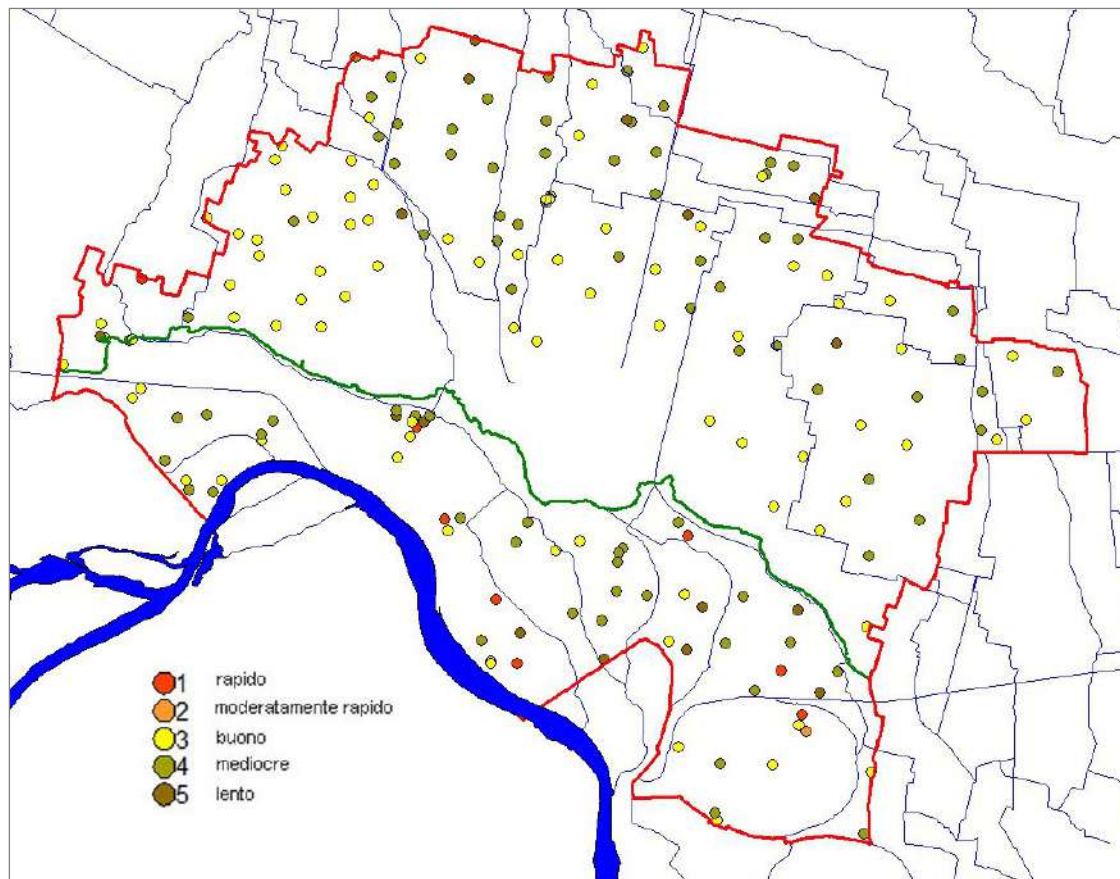 1 rapido
2 moderatamente rapido
3 buono
4 mediocre
5 lento